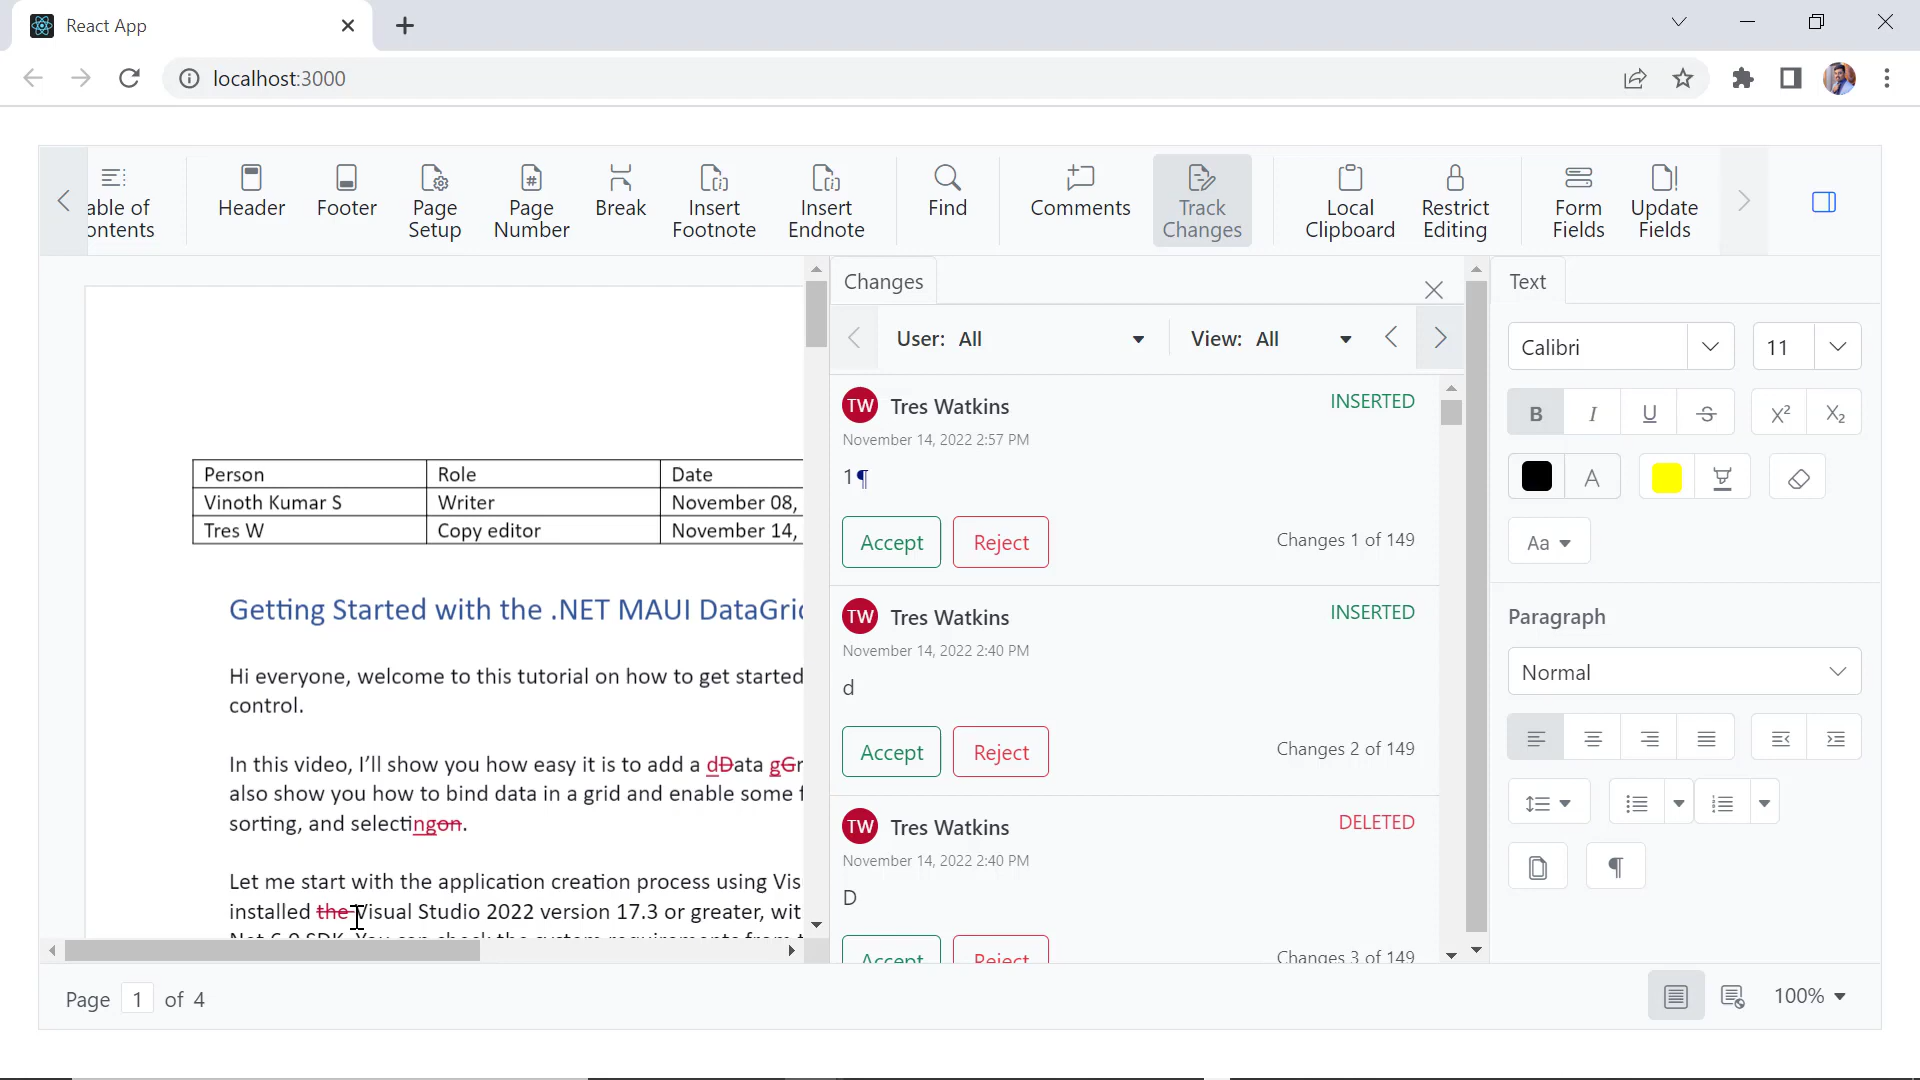 React App
localhost:3000
able of
ontents
Header
Footer
Page
Setup
Page
Number
Break
Insert
Footnote
Insert
Endnote
Find
Comments
Track
Changes
Local
Clipboard
Restrict
Editing
Form
Fields
Update
Fields
Person Role Date
Vinoth Kumar S Writer November 08,
Tres W Copy editor November 14,
Getting Started with the .NET MAUI DataGri
Hi everyone, welcome to this tutorial on how to get started
control.
In this video, I’ll show you how easy it is to add a dData gGr
also show you how to bind data in a grid and enable some f
sorting, and selectingon.
Let me start with the application creation process using Vis
installed the Visual Studio 2022 version 17.3 or greater, wit
Changes
User: All
View: All
TW Tres Watkins INSERTED
November 14, 2022 2:57 PM
1¶
Accept Reject Changes 1 of 149
TW Tres Watkins INSERTED
November 14, 2022 2:40 PM
d
Accept Reject Changes 2 of 149
TW Tres Watkins DELETED
November 14, 2022 2:40 PM
D
Accept Reject Changes 3 of 149
Text
Calibri 11
B I U S X² X₂
A
Aa
Paragraph
Normal
¶
Page 1 of 4
100%